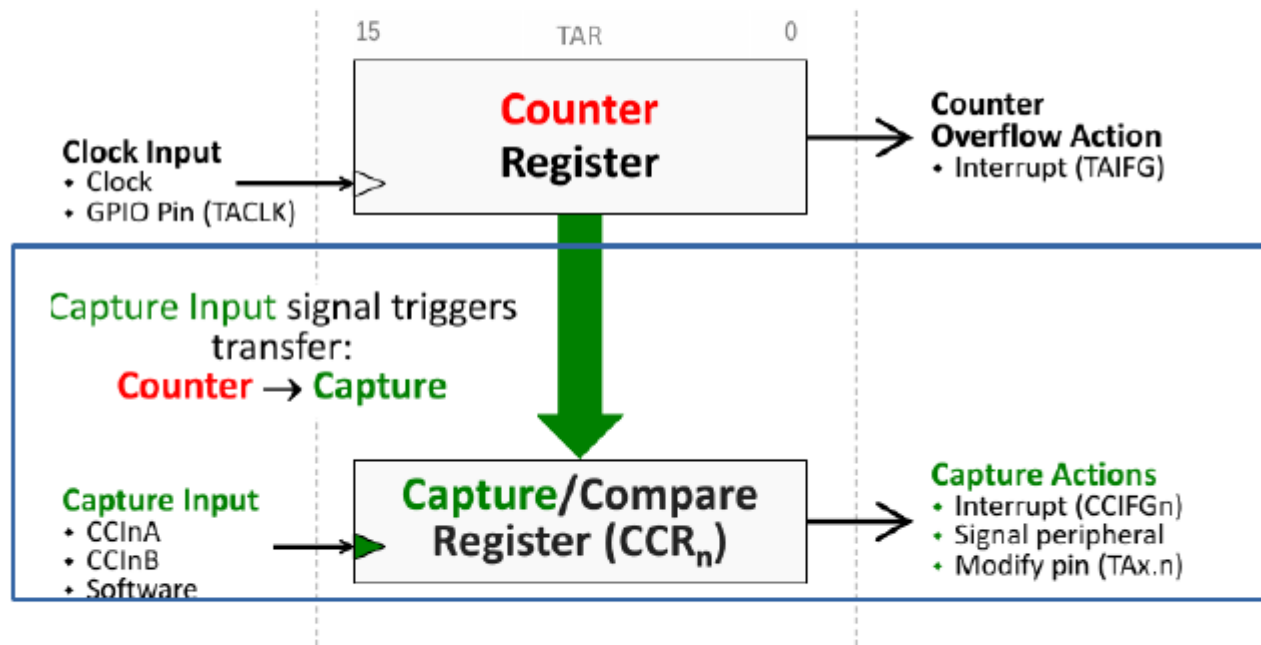 15 TAR 0
Counter
Register
Clock Input
• Clock
• GPIO Pin (TACLK)
Counter
Overflow Action
• Interrupt (TAIFG)
Capture Input signal triggers
transfer:
Counter → Capture
Capture Input
• CCInA
• CCInB
• Software
Capture/Compare
Register (CCRn)
Capture Actions
• Interrupt (CCIFGn)
• Signal peripheral
• Modify pin (TAx.n)